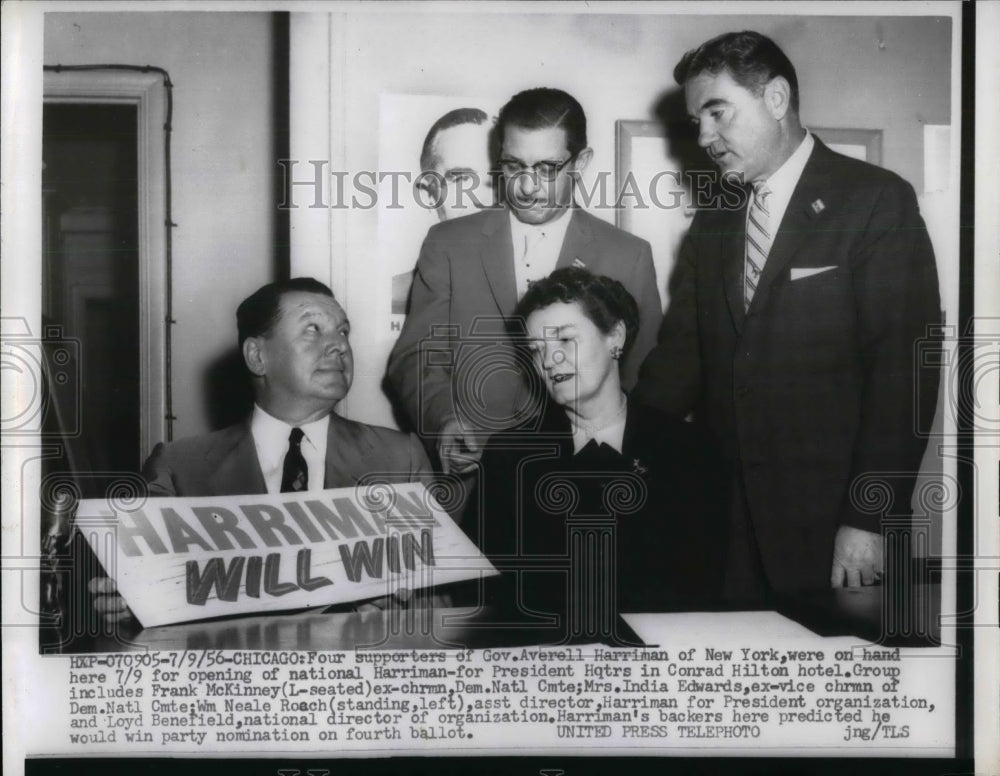 HISTORIC IMAGES
HARRIMAN
WILL WIN
H
HXP-070905-7/9/56-CHICAGO:Four supporters of Gov.Averell Harriman of New York,were on hand
here 7/9 for opening of national Harriman-for President Hqtrs in Conrad Hilton hotel.Group
includes Frank McKinney(L-seated)ex-chrmn,Dem.Natl Cmte;Mrs.India Edwards,ex-vice chrmn of
Dem.Natl Cmte;Wm Neale Roach(standing,left),asst director,Harriman for President organization,
and Loyd Benefield,national director of organization.Harriman's backers here predicted he
would win party nomination on fourth ballot. UNITED PRESS TELEPHOTO jng/TLS